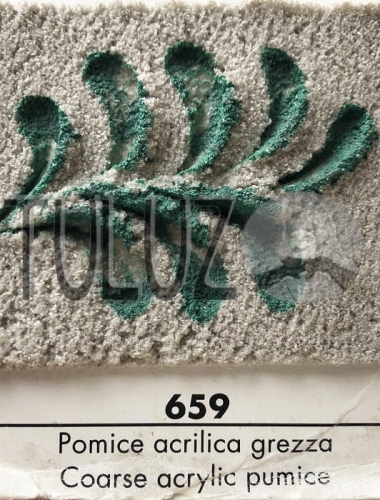 TULUZ
659
Pomice acrilica grezza
Coarse acrylic pumice